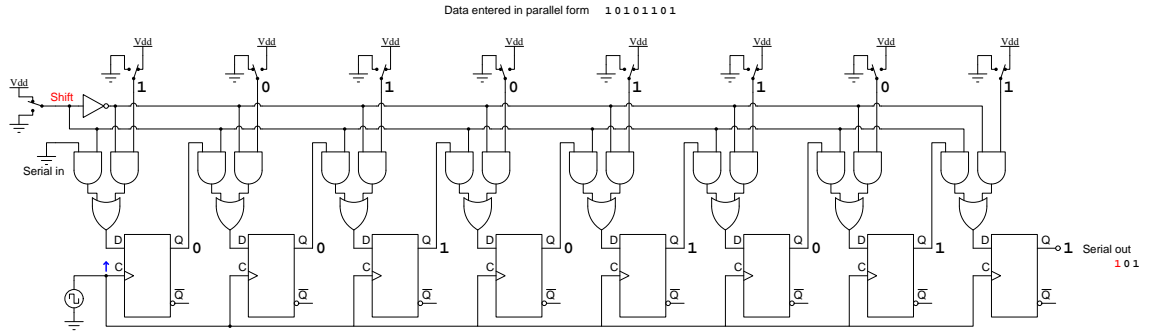 Data entered in parallel form 1 0 1 0 1 1 0 1
Vdd Vdd Vdd Vdd Vdd Vdd Vdd Vdd
Vdd
1 0 1 0 1 1 0 1
Shift
Serial in
D Q D Q D Q D Q D Q D Q D Q D Q
0 0 1 0 1 0 1 1 Serial out
↑ C C C C C C C C
1 0 1
Q Q Q Q Q Q Q Q